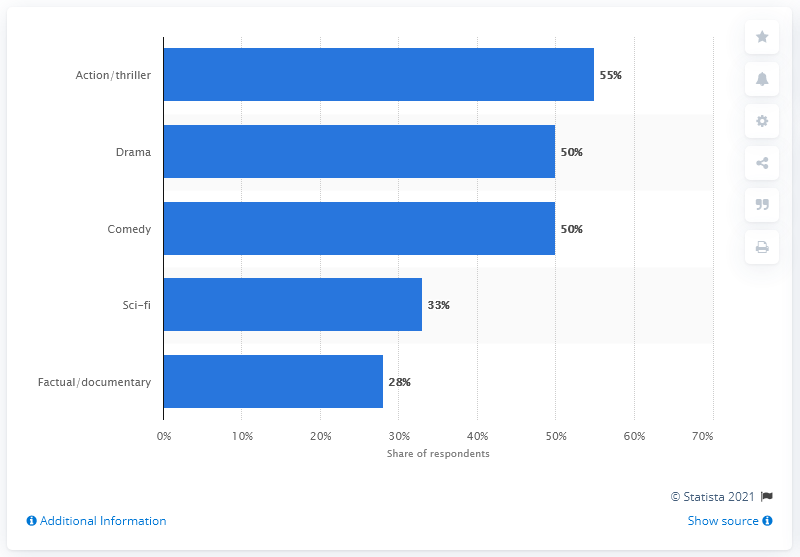 Action/thriller 55%
Drama 50%
Comedy 50%
Sci-fi 33%
Factual/documentary 28%
0% 10% 20% 30% 40% 50% 60% 70%
Share of respondents
© Statista 2021
Additional Information Show source